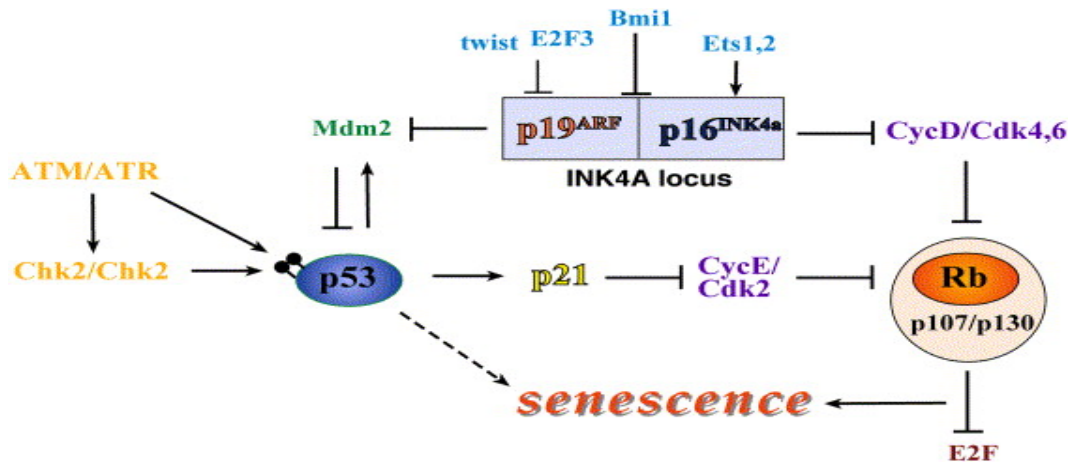 Bmi1
twist E2F3
Ets1,2
p19ARF p16INK4a
Mdm2
CycD/Cdk4,6
INK4A locus
ATM/ATR
Chk2/Chk2
p53
p21
CycE/
Cdk2
Rb
p107/p130
senescence
E2F